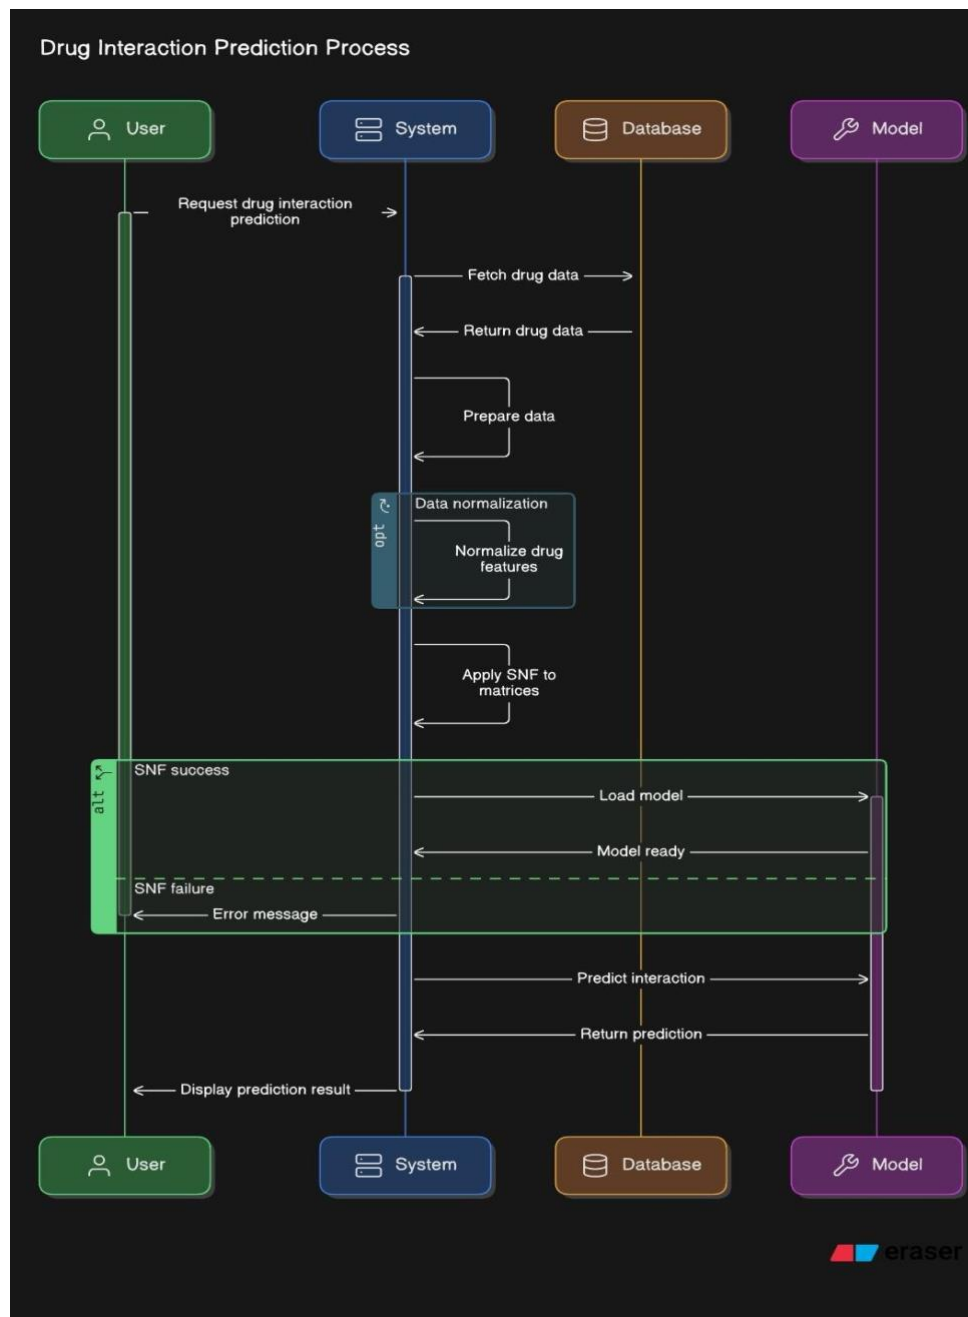 Drug Interaction Prediction Process
User
System
Database
Model
Request drug interaction
prediction
Fetch drug data
Return drug data
Prepare data
opt
Data normalization
Normalize drug
features
Apply SNF to
matrices
alt
SNF success
Load model
Model ready
SNF failure
Error message
Predict interaction
Return prediction
Display prediction result
User
System
Database
Model
eraser